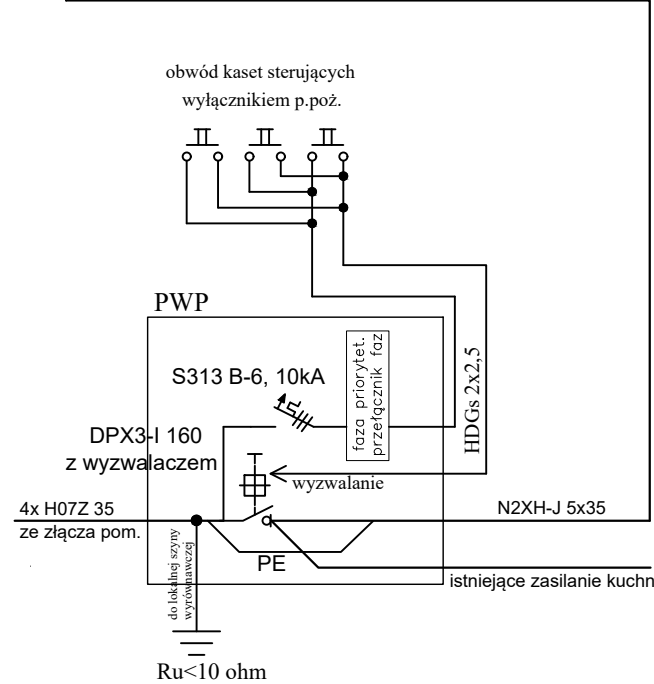 obwód kaset sterujących
wyłącznikiem p.poż.
PWP
S313 B-6, 10kA
faza priorytet.
przełącznik faz
HDGs 2x2,5
DPX3-I 160
z wyzwalaczem
wyzwalanie
4x H07Z 35
ze złącza pom.
N2XH-J 5x35
do lokalnej szyny
wyrównawczej
PE
istniejące zasilanie kuchn
Ru<10 ohm